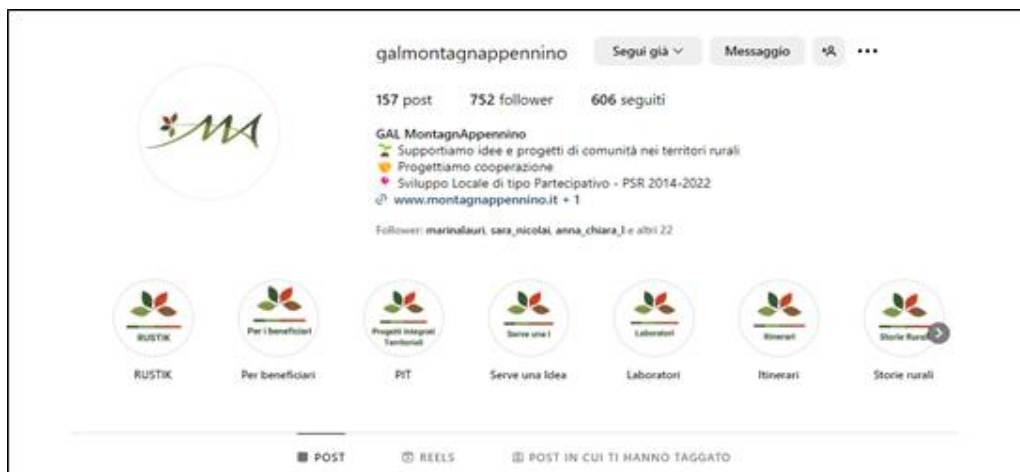 galmontagnappennino Segui già Messaggio
157 post 752 follower 606 seguiti
GAL MontagnAppennino
Supportiamo idee e progetti di comunità nei territori rurali
Progettiamo cooperazione
Sviluppo Locale di tipo Partecipativo - PSR 2014-2022
www.montagnappennino.it + 1
Follower: marinalauri, sara_nicolai, anna_chiara_l e altri 22
MA
RUSTIK
Per i beneficiari
Progetti Integrati
Territoriali
Serve una I
Laboratori
Itinerari
Storie Rurali
RUSTIK Per beneficiari PIT Serve una Idea Laboratori Itinerari Storie rurali
POST REELS POST IN CUI TI HANNO TAGGATO